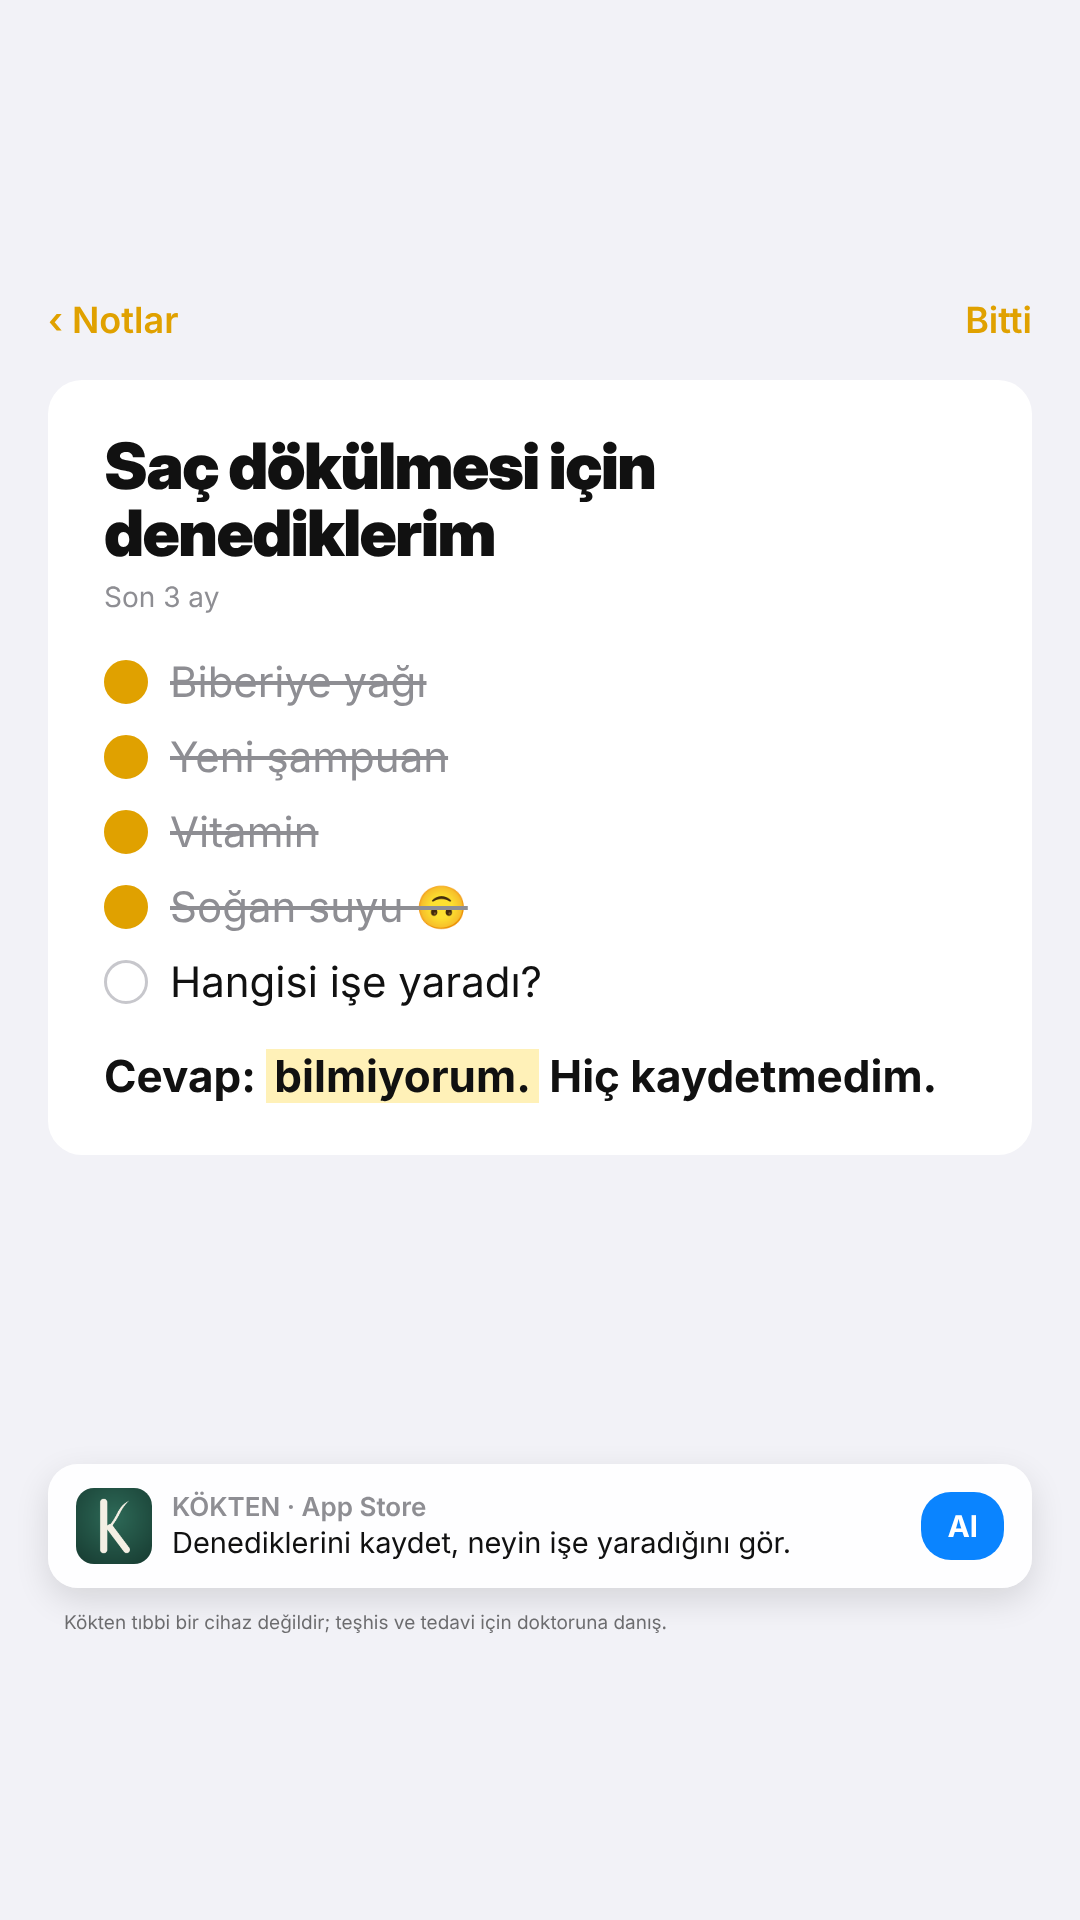 ‹ Notlar
Bitti
Saç dökülmesi için
denediklerim
Son 3 ay
Biberiye yağı
Yeni şampuan
Vitamin
Soğan suyu 🙃
Hangisi işe yaradı?
Cevap: bilmiyorum. Hiç kaydetmedim.
KÖKTEN · App Store
Denediklerini kaydet, neyin işe yaradığını gör.
Al
Kökten tıbbi bir cihaz değildir; teşhis ve tedavi için doktoruna danış.